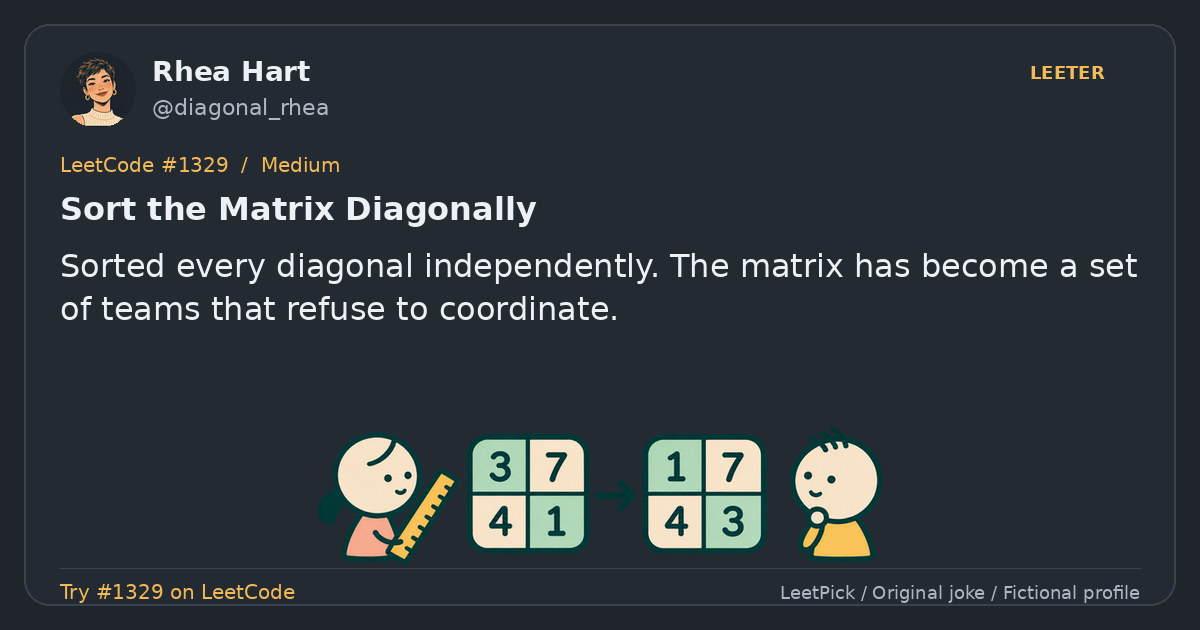 Rhea Hart
@diagonal_rhea
LEETER
LeetCode #1329 / Medium
Sort the Matrix Diagonally
Sorted every diagonal independently. The matrix has become a set
of teams that refuse to coordinate.
3 7 1 7
4 1 4 3
Try #1329 on LeetCode
LeetPick / Original joke / Fictional profile